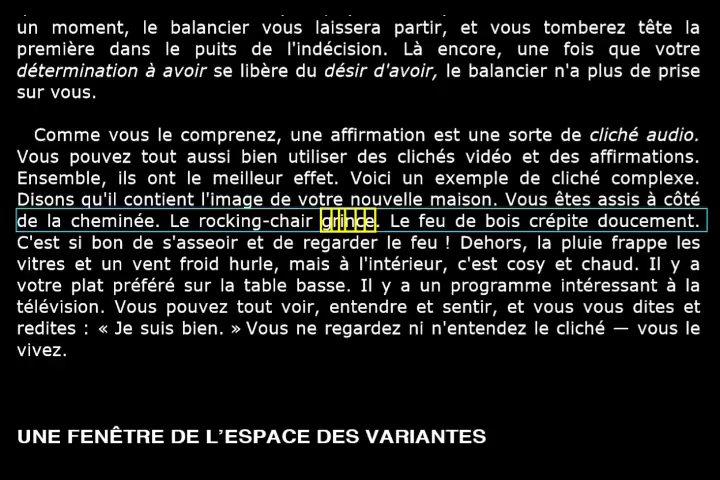 un moment, le balancier vous laissera partir, et vous tomberez tête la
première dans le puits de l'indécision. Là encore, une fois que votre
détermination à avoir se libère du désir d'avoir, le balancier n'a plus de prise
sur vous.
Comme vous le comprenez, une affirmation est une sorte de cliché audio.
Vous pouvez tout aussi bien utiliser des clichés vidéo et des affirmations.
Ensemble, ils ont le meilleur effet. Voici un exemple de cliché complexe.
Disons qu'il contient l'image de votre nouvelle maison. Vous êtes assis à côté
de la cheminée. Le rocking-chair grince. Le feu de bois crépite doucement.
C'est si bon de s'asseoir et de regarder le feu ! Dehors, la pluie frappe les
vitres et un vent froid hurle, mais à l'intérieur, c'est cosy et chaud. Il y a
votre plat préféré sur la table basse. Il y a un programme intéressant à la
télévision. Vous pouvez tout voir, entendre et sentir, et vous vous dites et
redites : « Je suis bien. » Vous ne regardez ni n'entendez le cliché — vous le
vivez.
UNE FENÊTRE DE L'ESPACE DES VARIANTES